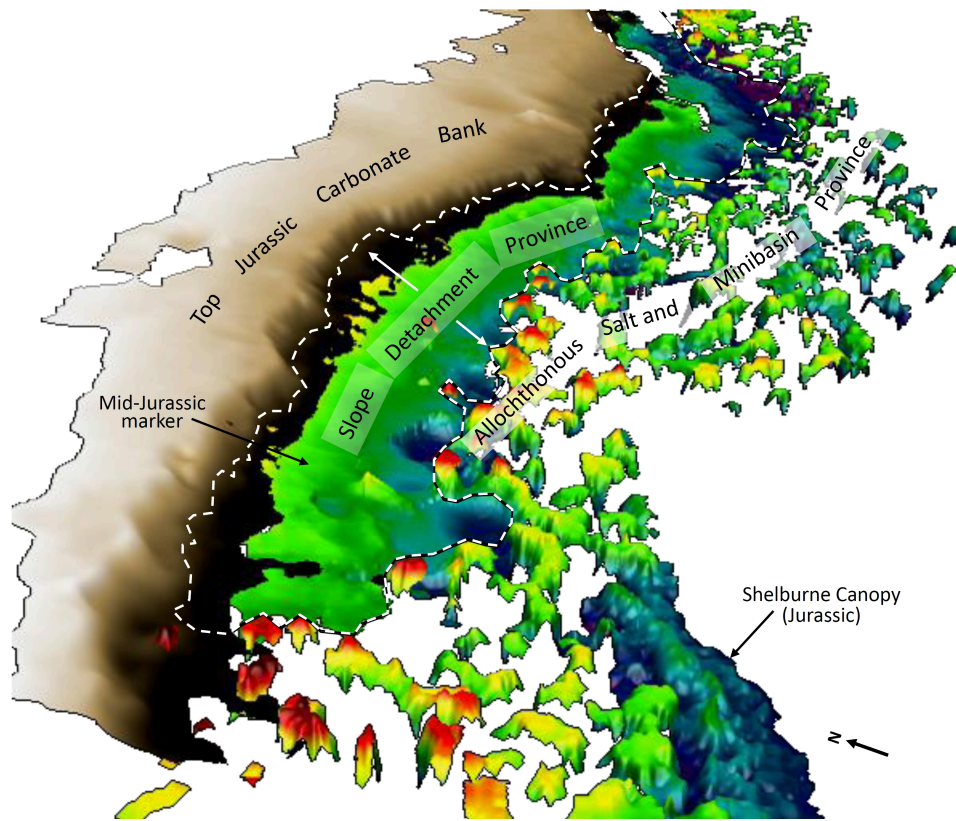 Top Jurassic Carbonate Bank
Slope Detachment Province
Allochthonous Salt and Minibasin Province
Mid-Jurassic
marker
Shelburne Canopy
(Jurassic)
N